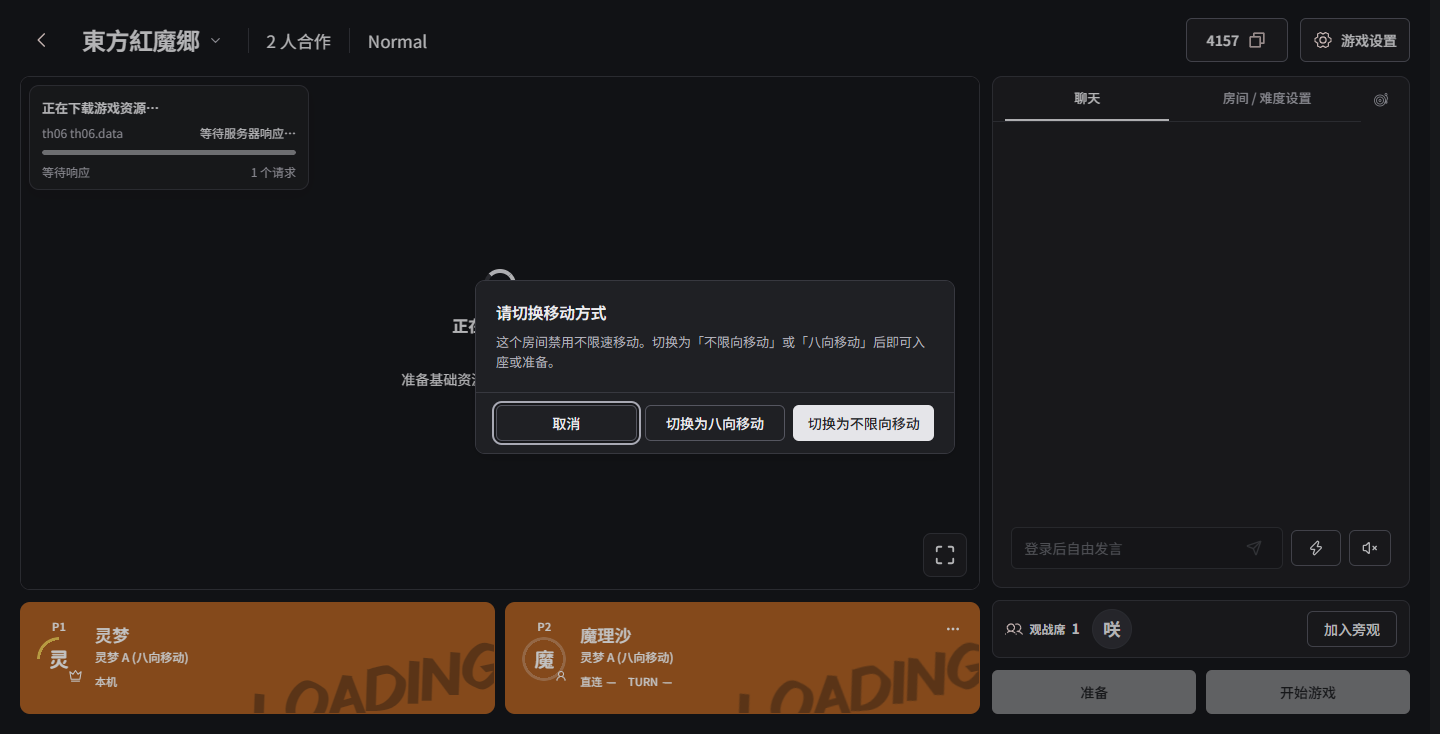 東方紅魔郷
2 人合作
Normal
4157
游戏设置
正在下载游戏资源…
th06 th06.data
等待服务器响应…
等待响应
1 个请求
聊天
房间 / 难度设置
正在
准备基础资
请切换移动方式
这个房间禁用不限速移动。切换为「不限向移动」或「八向移动」后即可入
座或准备。
取消
切换为八向移动
切换为不限向移动
登录后自由发言
P1
灵
灵梦
灵梦 A (八向移动)
本机
LOADING
P2
魔
魔理沙
灵梦 A (八向移动)
直连 — TURN —
LOADING
观战席 1
咲
加入旁观
准备
开始游戏